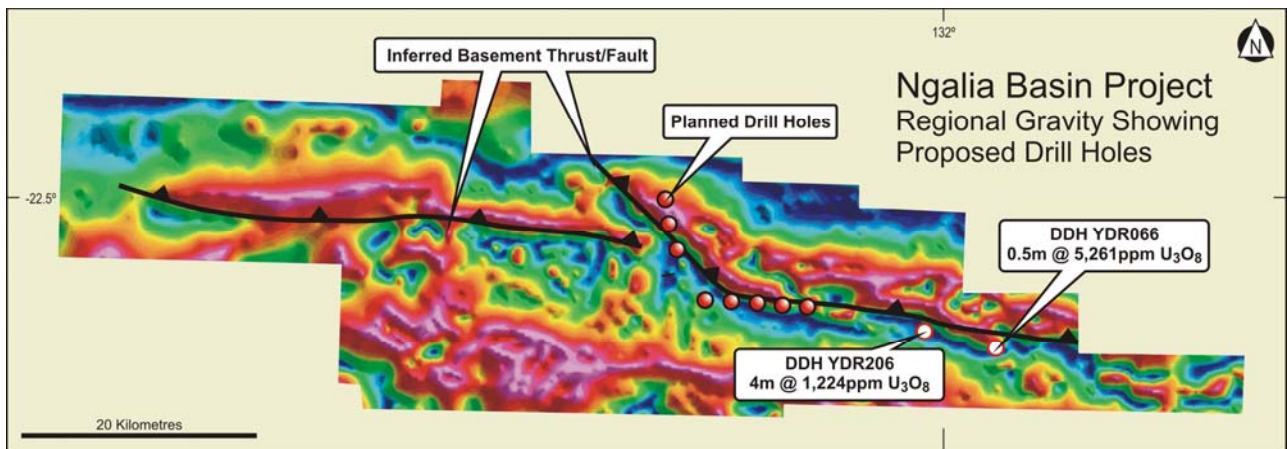 132º
N
Inferred Basement Thrust/Fault
Ngalia Basin Project
Regional Gravity Showing
Proposed Drill Holes
Planned Drill Holes
-22.5º
DDH YDR066
0.5m @ 5,261ppm U₃O₈
DDH YDR206
4m @ 1,224ppm U₃O₈
20 Kilometres